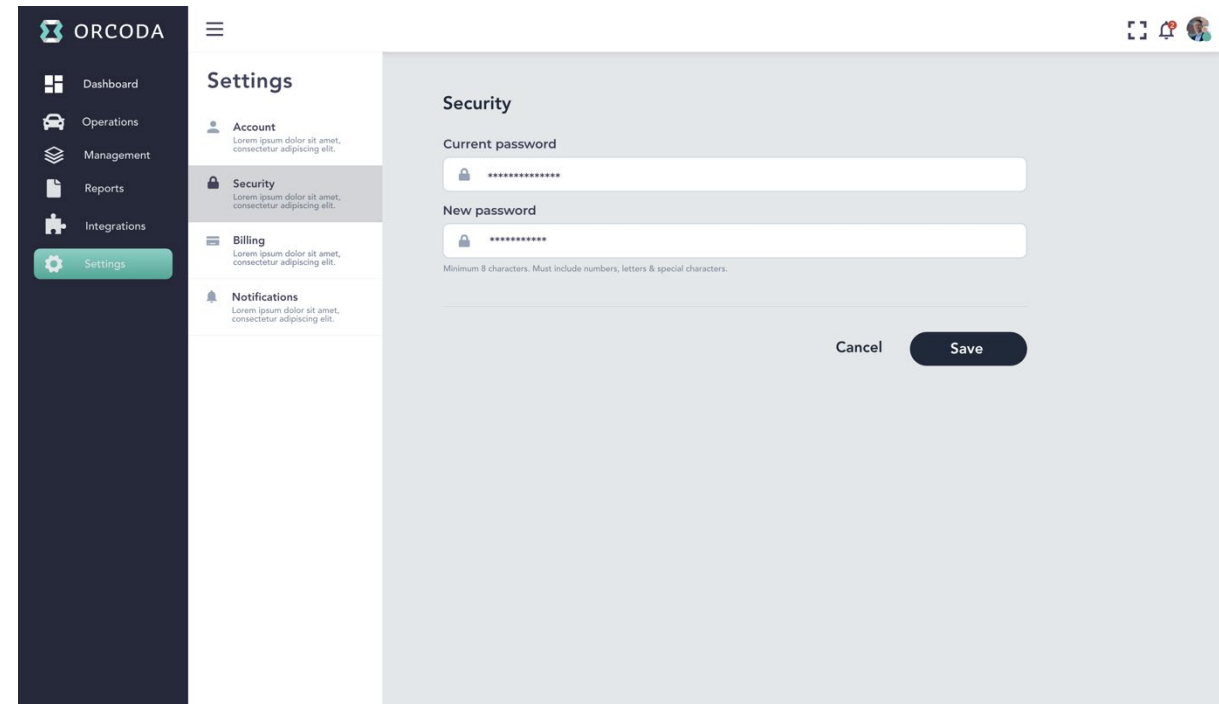 ORCODA
2
Dashboard
Operations
Management
Reports
Integrations
Settings
Settings
Account
Lorem ipsum dolor sit amet,
consectetur adipiscing elit.
Security
Lorem ipsum dolor sit amet,
consectetur adipiscing elit.
Billing
Lorem ipsum dolor sit amet,
consectetur adipiscing elit.
Notifications
Lorem ipsum dolor sit amet,
consectetur adipiscing elit.
Security
Current password
**************
New password
***********
Minimum 8 characters. Must include numbers, letters & special characters.
Cancel Save